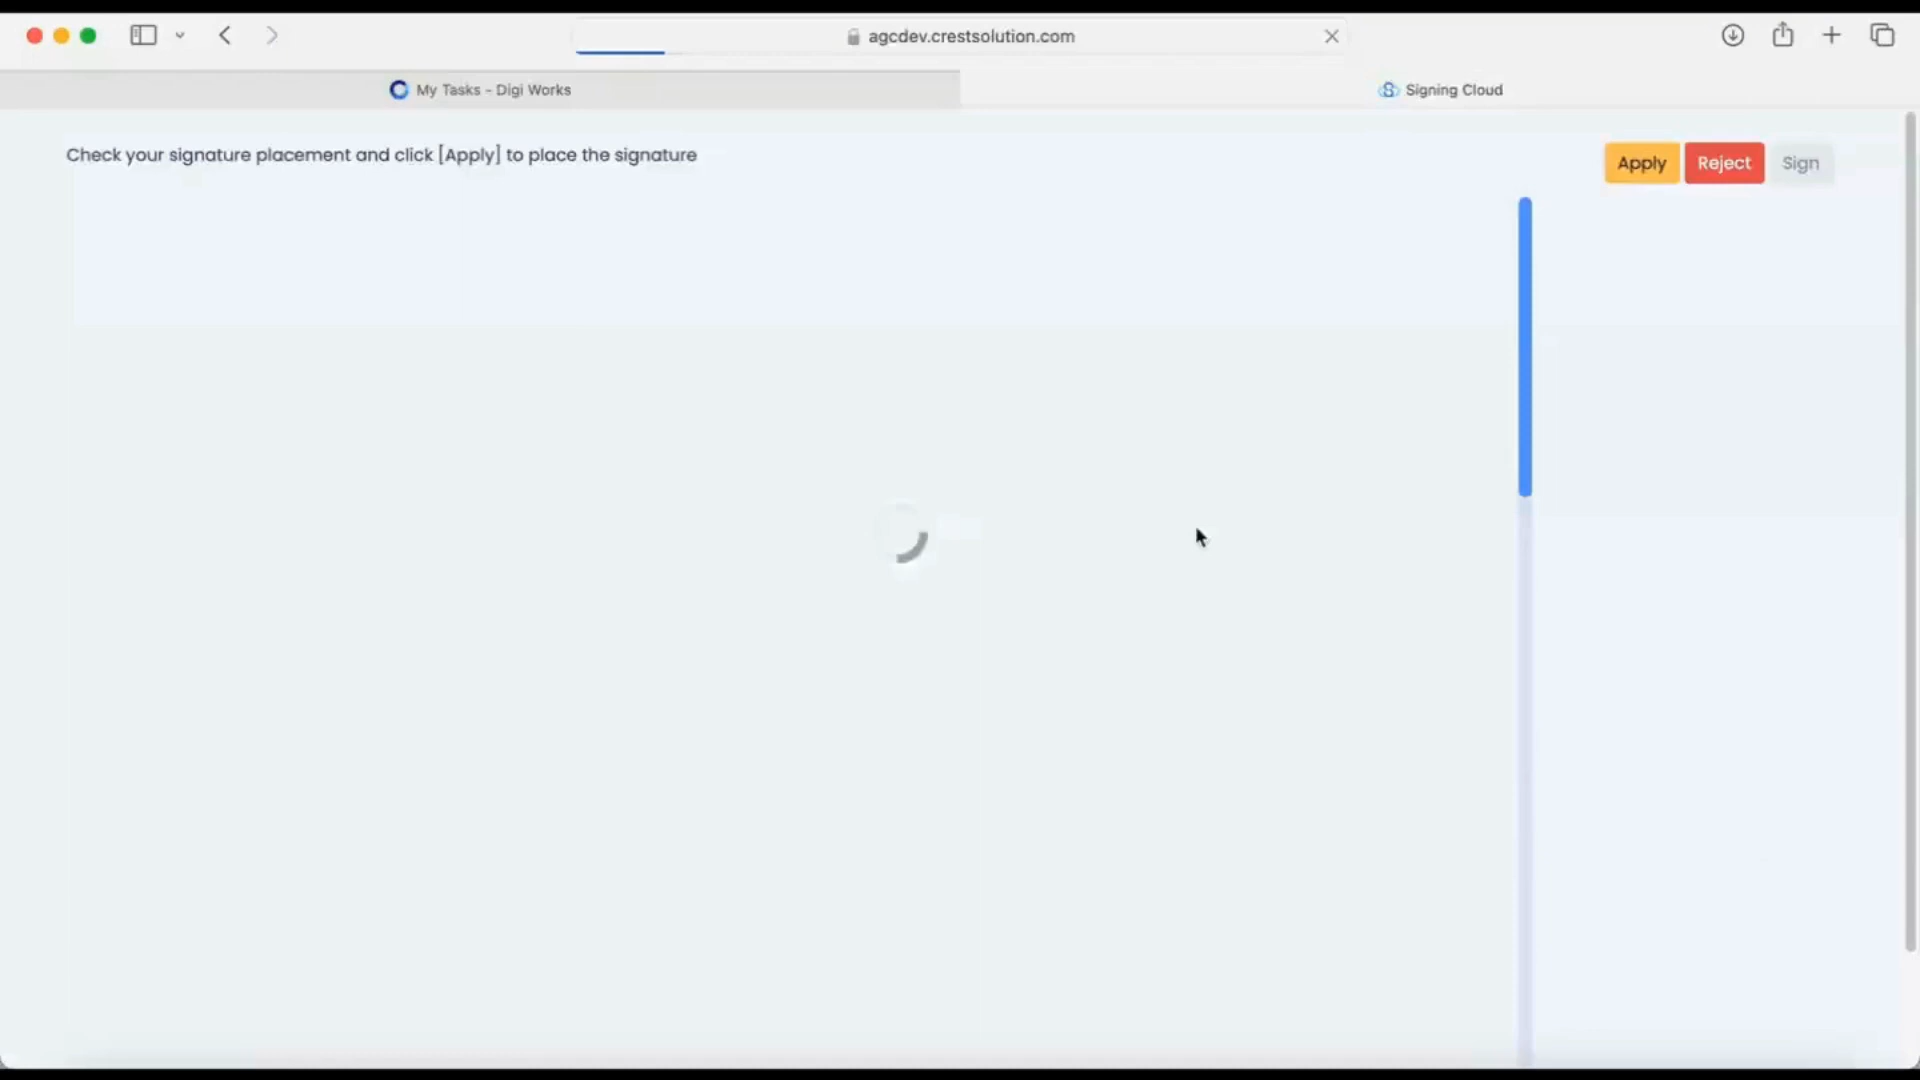 agcdev.crestsolution.com
My Tasks - Digi Works
Signing Cloud
Check your signature placement and click [Apply] to place the signature
Apply
Reject
Sign